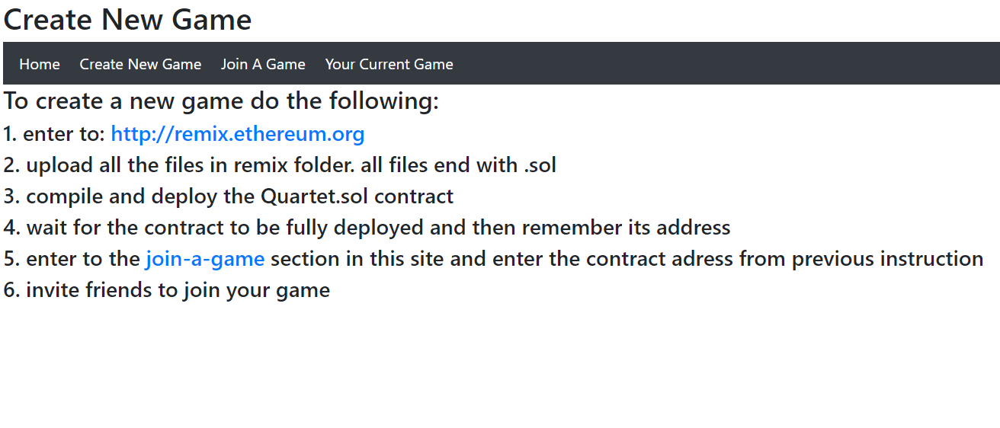 Create New Game
Home Create New Game Join A Game Your Current Game
To create a new game do the following:
1. enter to: http://remix.ethereum.org
2. upload all the files in remix folder. all files end with .sol
3. compile and deploy the Quartet.sol contract
4. wait for the contract to be fully deployed and then remember its address
5. enter to the join-a-game section in this site and enter the contract adress from previous instruction
6. invite friends to join your game